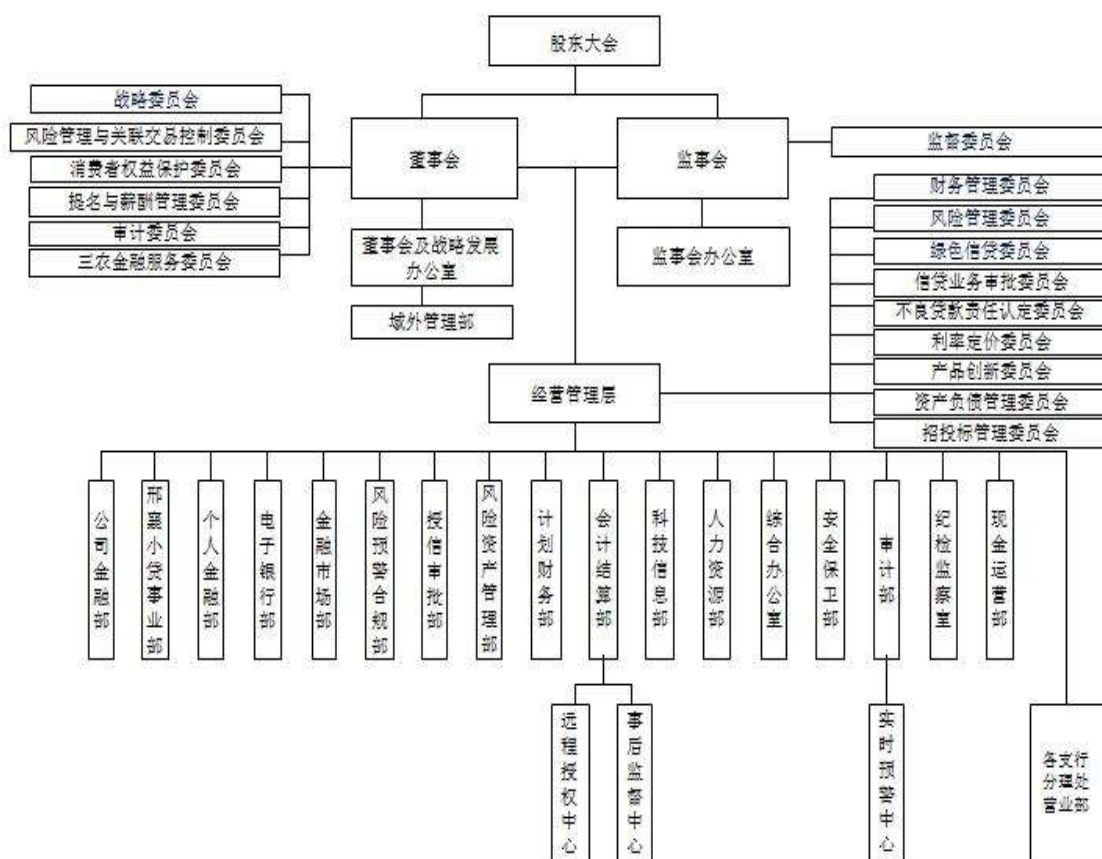 股东大会
战略委员会
风险管理与关联交易控制委员会
消费者权益保护委员会
提名与薪酬管理委员会
审计委员会
三农金融服务委员会
董事会
监事会
监督委员会
财务管理委员会
风险管理委员会
绿色信贷委员会
信贷业务审批委员会
不良贷款责任认定委员会
利率定价委员会
产品创新委员会
资产负债管理委员会
招投标管理委员会
董事会及战略发展
办公室
监事会办公室
域外管理部
经营管理层
公司金融部
邢襄小贷事业部
个人金融部
电子银行部
金融市场部
风险预警合规部
授信审批部
风险资产管理部
计划财务部
会计结算部
科技信息部
人力资源部
综合办公室
安全保卫部
审计部
纪检监察室
现金运营部
远程授权中心
事后监督中心
实时预警中心
各支行
分理处
营业部